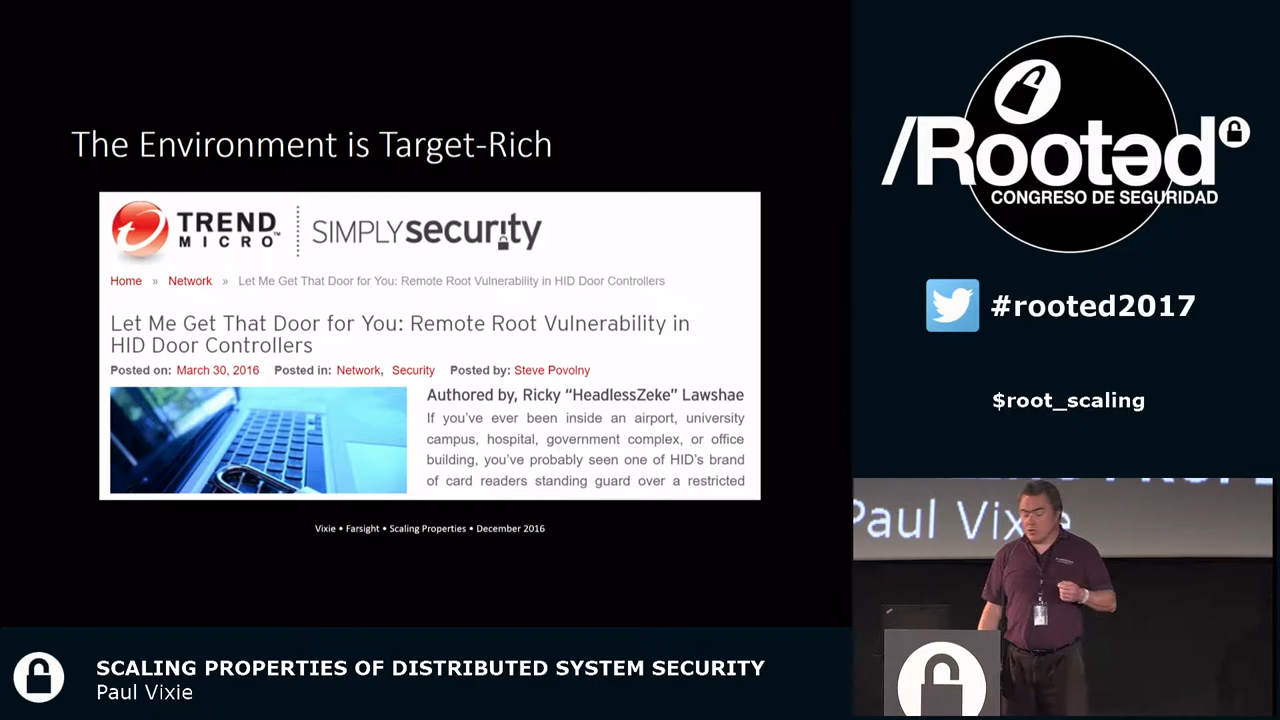 The Environment is Target-Rich
TREND
MICRO™
SIMPLYsecurity
Home » Network » Let Me Get That Door for You: Remote Root Vulnerability in HID Door Controllers
Let Me Get That Door for You: Remote Root Vulnerability in
HID Door Controllers
Posted on: March 30, 2016 Posted in: Network, Security Posted by: Steve Povolny
Authored by, Ricky “HeadlessZeke” Lawshae
If you’ve ever been inside an airport, university
campus, hospital, government complex, or office
building, you’ve probably seen one of HID’s brand
of card readers standing guard over a restricted
Vixie • Farsight • Scaling Properties • December 2016
/Rooted
CONGRESO DE SEGURIDAD
#rooted2017
$root_scaling
Paul Vixie
SCALING PROPERTIES OF DISTRIBUTED SYSTEM SECURITY
Paul Vixie